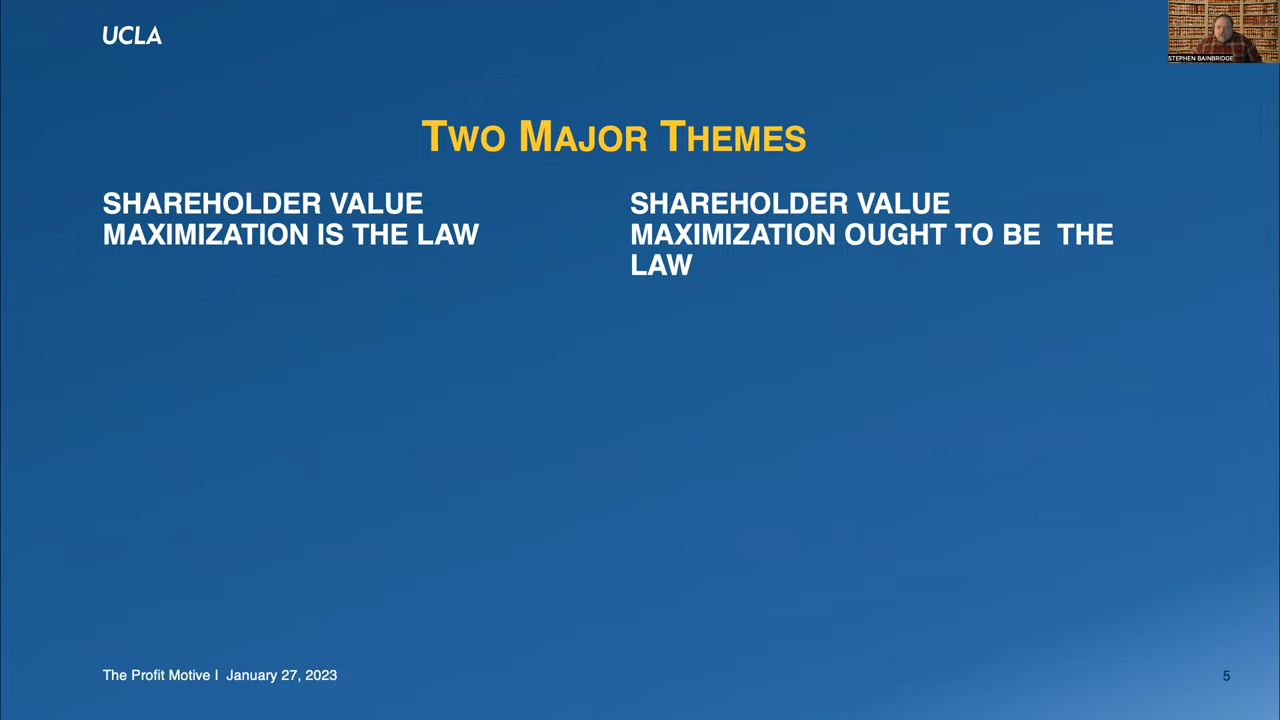 UCLA
STEPHEN BAINBRIDGE
TWO MAJOR THEMES
SHAREHOLDER VALUE
MAXIMIZATION IS THE LAW
SHAREHOLDER VALUE
MAXIMIZATION OUGHT TO BE  THE
LAW
The Profit Motive | January 27, 2023
5